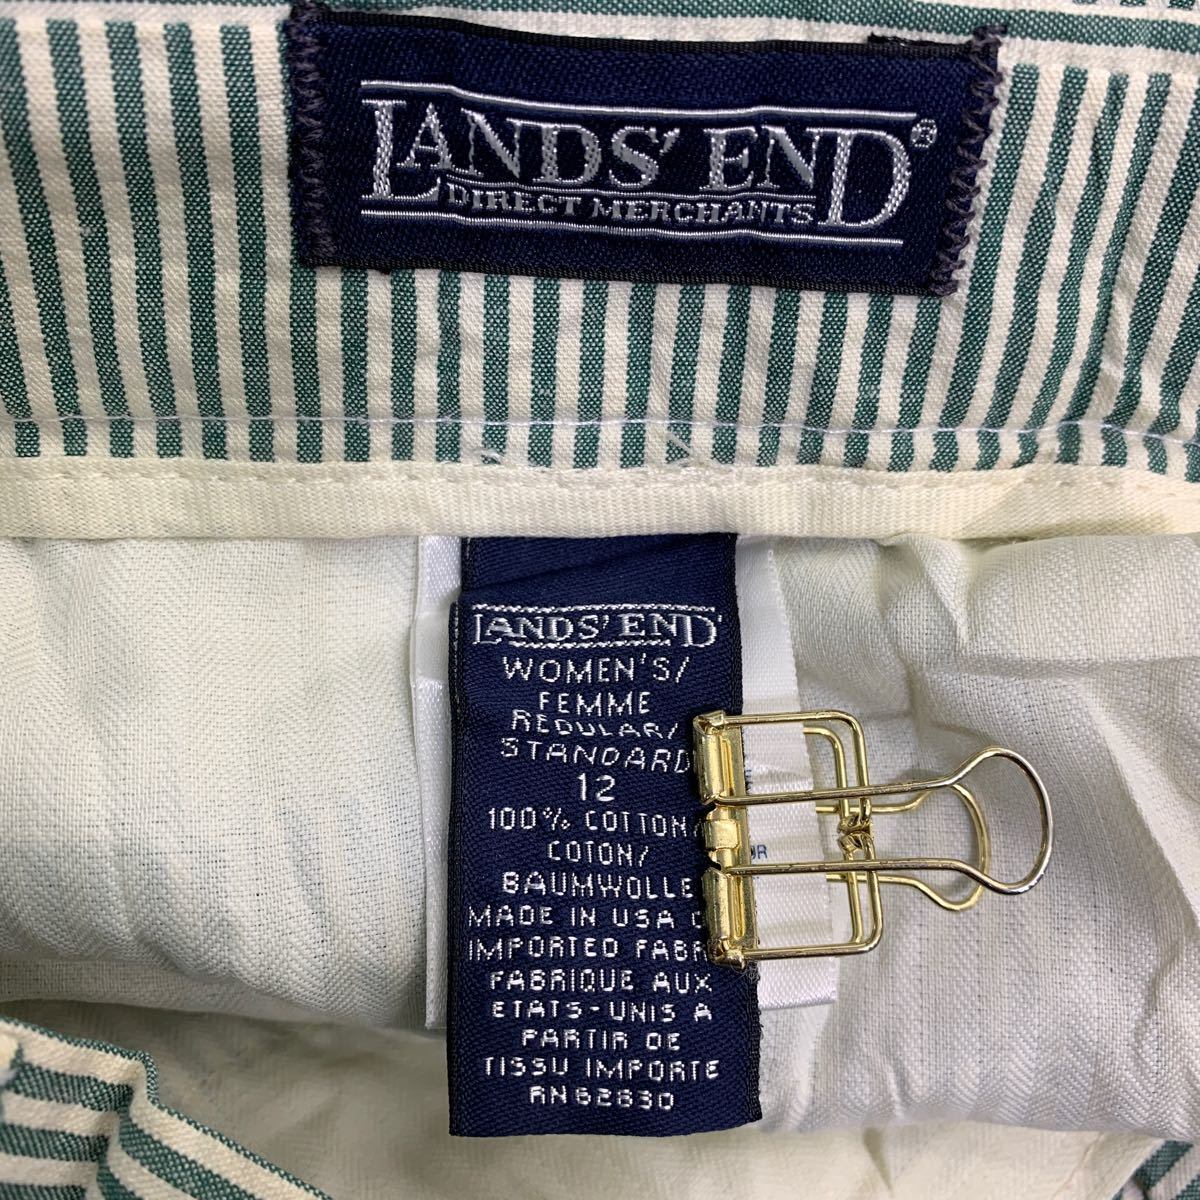 LANDS' END®
DIRECT MERCHANTS
LANDS' END
WOMEN'S/
FEMME
REGULAR/
STANDARD
12
100% COTTON/
COTON/
BAUMWOLLE
MADE IN USA
IMPORTED
FABRIQUE AUX
ETATS-UNIS A
PARTIR DE
TISSU IMPORTE
RN62830